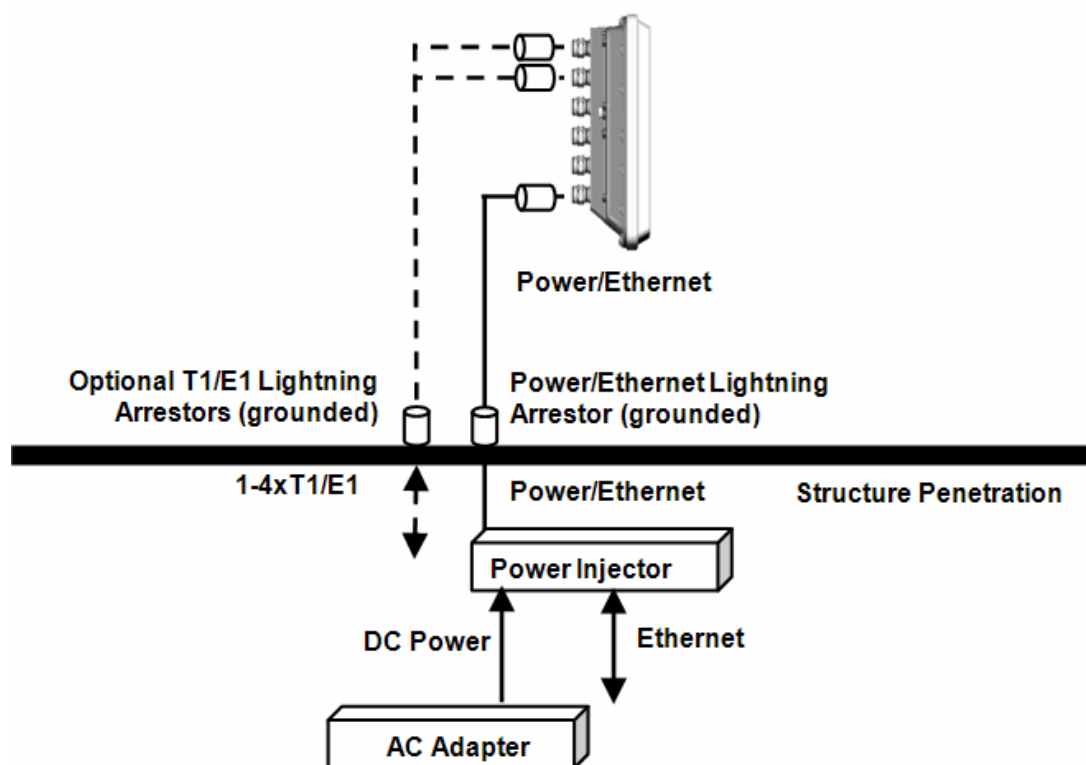 Power/Ethernet
Optional T1/E1 Lightning
Arrestors (grounded)
Power/Ethernet Lightning
Arrestor (grounded)
1-4xT1/E1
Power/Ethernet
Structure Penetration
Power Injector
DC Power
Ethernet
AC Adapter